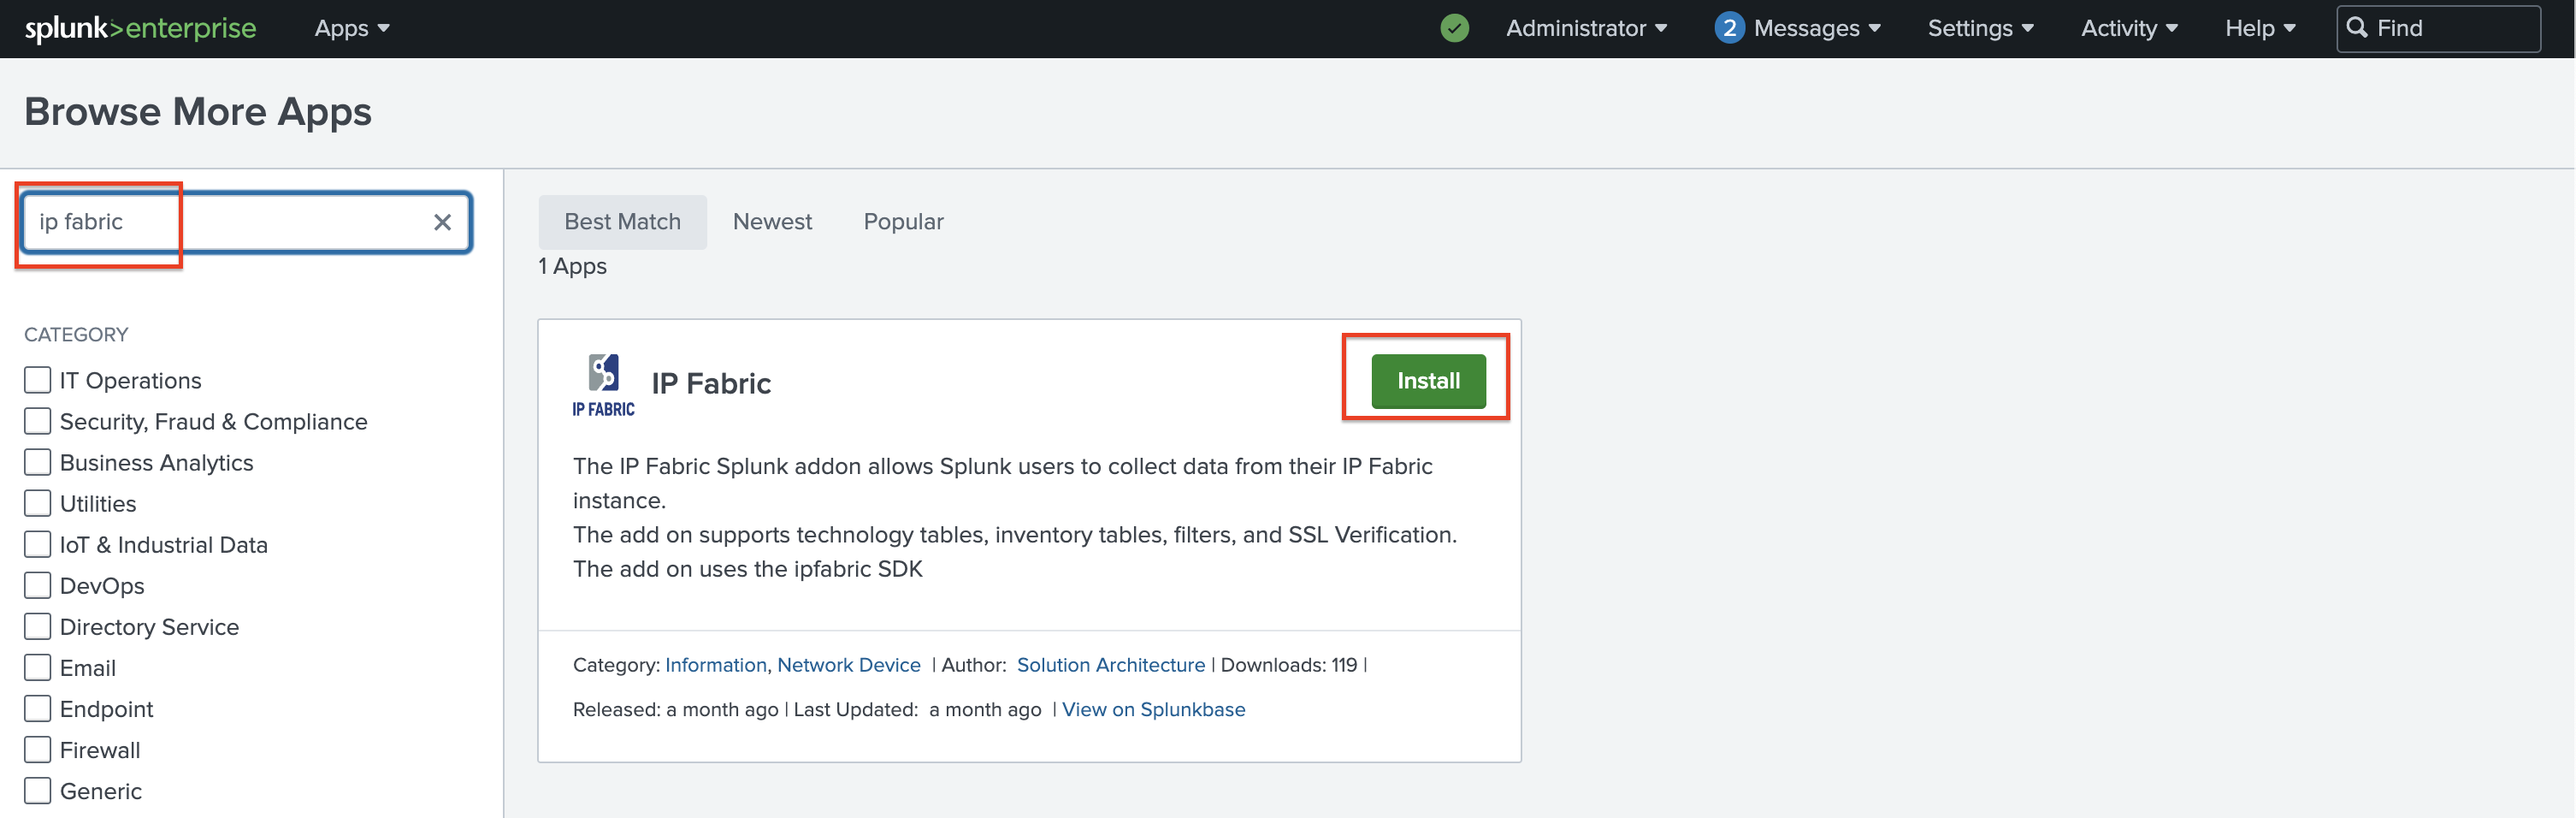 splunk>enterprise Apps Administrator 2 Messages Settings Activity Help Find
Browse More Apps
ip fabric
Best Match Newest Popular
1 Apps
CATEGORY
IT Operations
Security, Fraud & Compliance
Business Analytics
Utilities
IoT & Industrial Data
DevOps
Directory Service
Email
Endpoint
Firewall
Generic
IP FABRIC
IP Fabric
Install
The IP Fabric Splunk addon allows Splunk users to collect data from their IP Fabric
instance.
The add on supports technology tables, inventory tables, filters, and SSL Verification.
The add on uses the ipfabric SDK
Category: Information, Network Device | Author: Solution Architecture | Downloads: 119 |
Released: a month ago | Last Updated: a month ago | View on Splunkbase